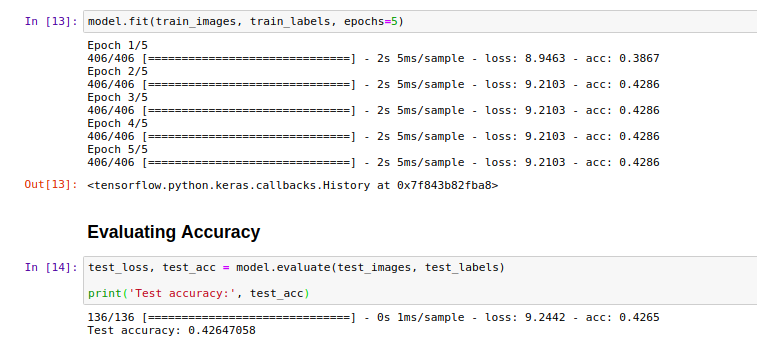 In [13]: model.fit(train_images, train_labels, epochs=5)
Epoch 1/5
406/406 [==============================] - 2s 5ms/sample - loss: 8.9463 - acc: 0.3867
Epoch 2/5
406/406 [==============================] - 2s 5ms/sample - loss: 9.2103 - acc: 0.4286
Epoch 3/5
406/406 [==============================] - 2s 5ms/sample - loss: 9.2103 - acc: 0.4286
Epoch 4/5
406/406 [==============================] - 2s 5ms/sample - loss: 9.2103 - acc: 0.4286
Epoch 5/5
406/406 [==============================] - 2s 5ms/sample - loss: 9.2103 - acc: 0.4286
Out[13]: <tensorflow.python.keras.callbacks.History at 0x7f843b82fba8>
Evaluating Accuracy
In [14]: test_loss, test_acc = model.evaluate(test_images, test_labels)
print('Test accuracy:', test_acc)
136/136 [==============================] - 0s 1ms/sample - loss: 9.2442 - acc: 0.4265
Test accuracy: 0.42647058